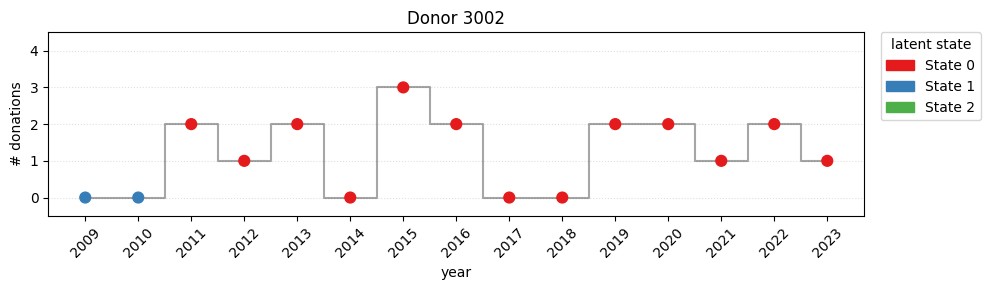 Donor 3002
# donations
4
3
2
1
0
2009 2010 2011 2012 2013 2014 2015 2016 2017 2018 2019 2020 2021 2022 2023
year
latent state
State 0
State 1
State 2